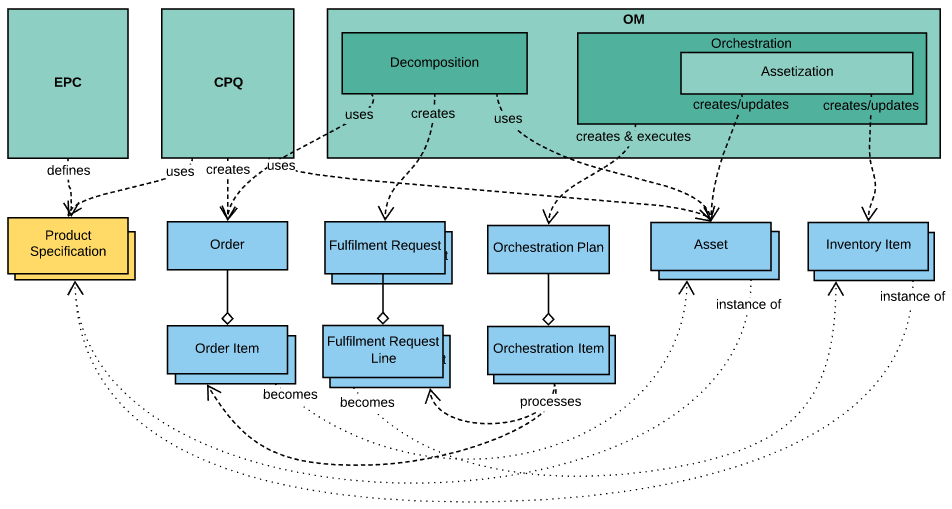 OM
Orchestration
Decomposition
Assetization
EPC
CPQ
creates/updates
creates/updates
uses
creates
uses
creates & executes
defines
uses
creates
uses
Product
Specification
Order
Fulfilment Request
t
Orchestration Plan
Asset
Inventory Item
instance of
instance of
Order Item
Fulfilment Request
Line
t
Orchestration Item
becomes
becomes
processes